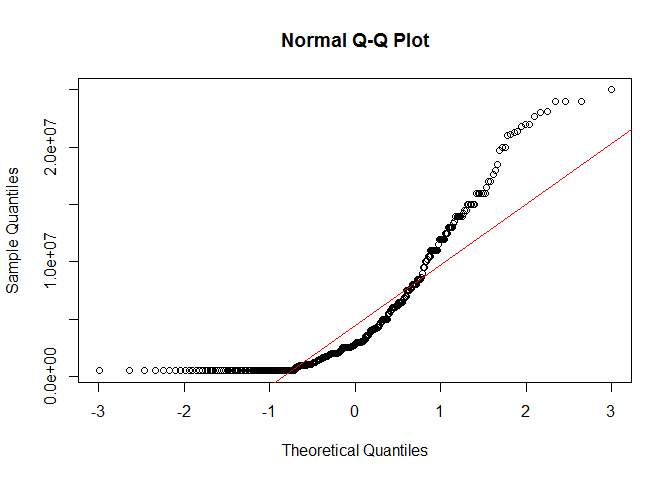 Normal Q-Q Plot
Sample Quantiles
2.0e+07
1.0e+07
0.0e+00
-3 -2 -1 0 1 2 3
Theoretical Quantiles